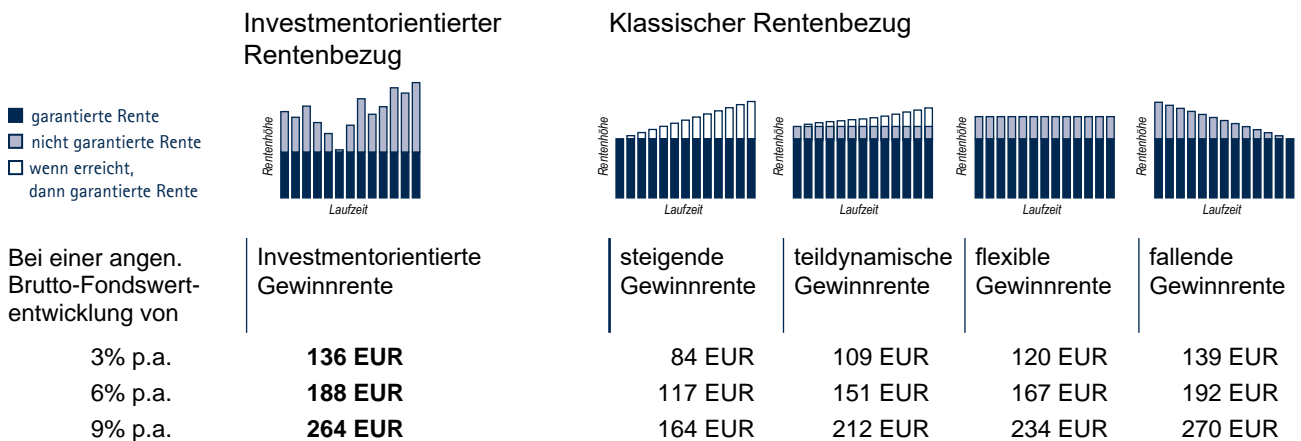 Investmentorientierter
Rentenbezug
Klassischer Rentenbezug
garantierte Rente
nicht garantierte Rente
wenn erreicht,
dann garantierte Rente
Rentenhöhe
Laufzeit
Rentenhöhe
Laufzeit
Rentenhöhe
Laufzeit
Rentenhöhe
Laufzeit
Rentenhöhe
Laufzeit
Bei einer angen.
Brutto-Fondswert-
entwicklung von
Investmentorientierte
Gewinnrente
steigende
Gewinnrente
teildynamische
Gewinnrente
flexible
Gewinnrente
fallende
Gewinnrente
3% p.a. 136 EUR 84 EUR 109 EUR 120 EUR 139 EUR
6% p.a. 188 EUR 117 EUR 151 EUR 167 EUR 192 EUR
9% p.a. 264 EUR 164 EUR 212 EUR 234 EUR 270 EUR